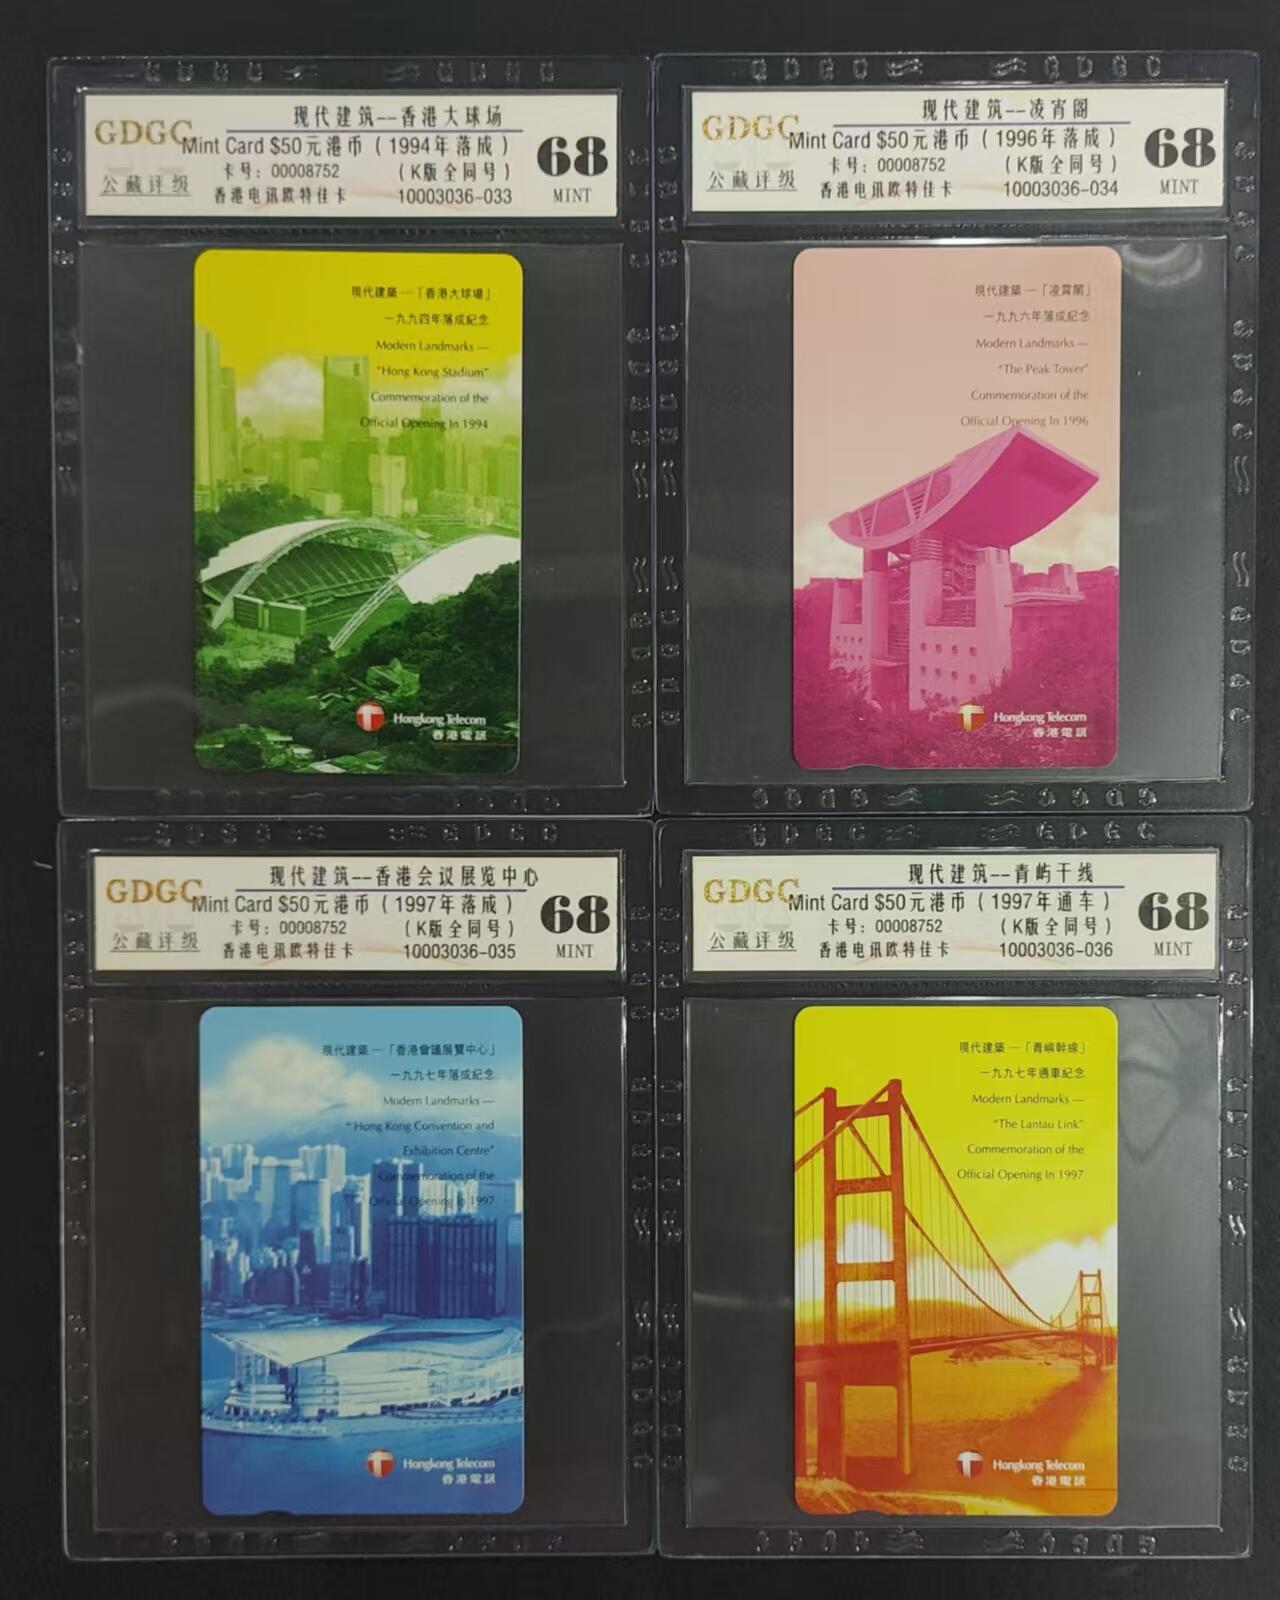 现代建筑--香港大球场
GDGC
Mint Card $50元港币（1994年落成）
68
卡号：00008752
（K版全同号）
公藏评级
香港电讯欧特佳卡
10003036-033
MINT
現代建築—「香港大球場」
一九九四年落成紀念
Modern Landmarks —
"Hong Kong Stadium"
Commemoration of the
Official Opening In 1994
Hongkong Telecom
香港電訊
现代建筑--凌宵阁
GDGC
Mint Card $50元港币（1996年落成）
68
卡号：00008752
（K版全同号）
公藏评级
香港电讯欧特佳卡
10003036-034
MINT
現代建築—「凌霄閣」
一九九六年落成紀念
Modern Landmarks —
"The Peak Tower"
Commemoration of the
Official Opening In 1996
Hongkong Telecom
香港電訊
现代建筑--香港会议展览中心
GDGC
Mint Card $50元港币（1997年落成）
68
卡号：00008752
（K版全同号）
公藏评级
香港电讯欧特佳卡
10003036-035
MINT
現代建築—「香港會議展覽中心」
一九九七年落成紀念
Modern Landmarks —
"Hong Kong Convention and
Exhibition Centre"
Commemoration of the
Official Opening In 1997
Hongkong Telecom
香港電訊
现代建筑--青屿干线
GDGC
Mint Card $50元港币（1997年通车）
68
卡号：00008752
（K版全同号）
公藏评级
香港电讯欧特佳卡
10003036-036
MINT
現代建築—「青嶼幹線」
一九九七年通車紀念
Modern Landmarks —
"The Lantau Link"
Commemoration of the
Official Opening In 1997
Hongkong Telecom
香港電訊